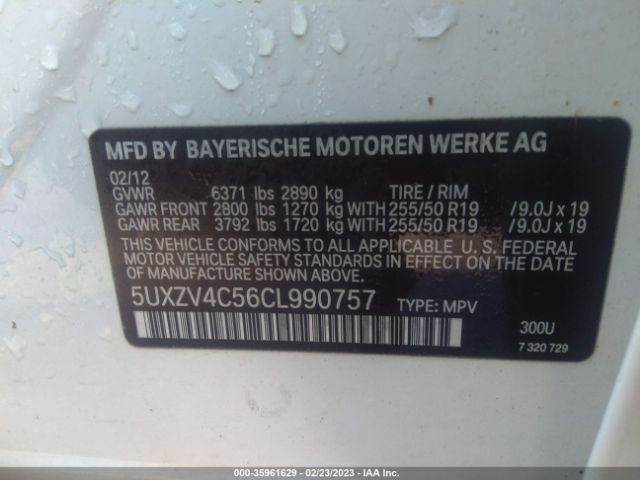 MFD BY BAYERISCHE MOTOREN WERKE AG
02/12
GVWR 6371 lbs 2890 kg TIRE / RIM
GAWR FRONT 2800 lbs 1270 kg WITH 255/50 R19 /9.0J x 19
GAWR REAR 3792 lbs 1720 kg WITH 255/50 R19 /9.0J x 19
THIS VEHICLE CONFORMS TO ALL APPLICABLE U.S. FEDERAL
MOTOR VEHICLE SAFETY STANDARDS IN EFFECT ON THE
DATE OF MANUFACTURE SHOWN ABOVE.
5UXZV4C56CL990757 TYPE: MPV
300U
7 320 729
000-35961629 - 02/23/2023 - IAA Inc.